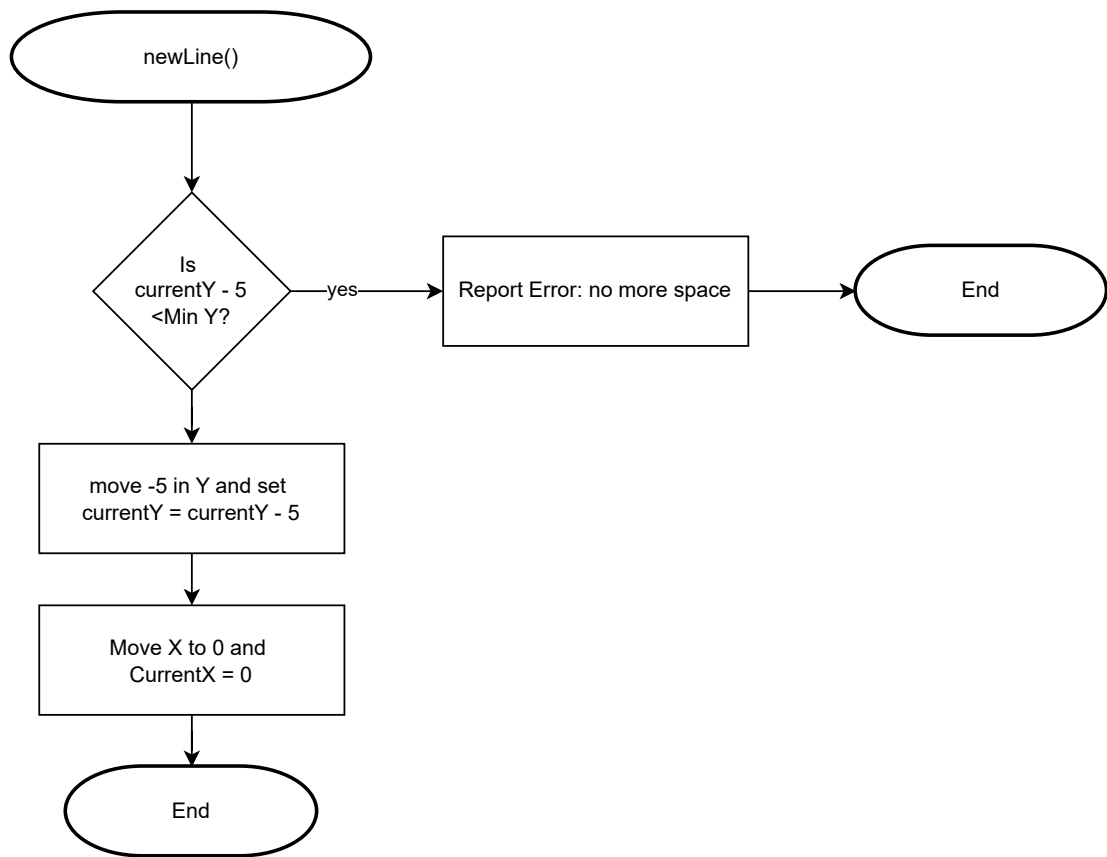 newLine()
Is
currentY - 5
<Min Y?
yes
Report Error: no more space
End
move -5 in Y and set
currentY = currentY - 5
Move X to 0 and
CurrentX = 0
End